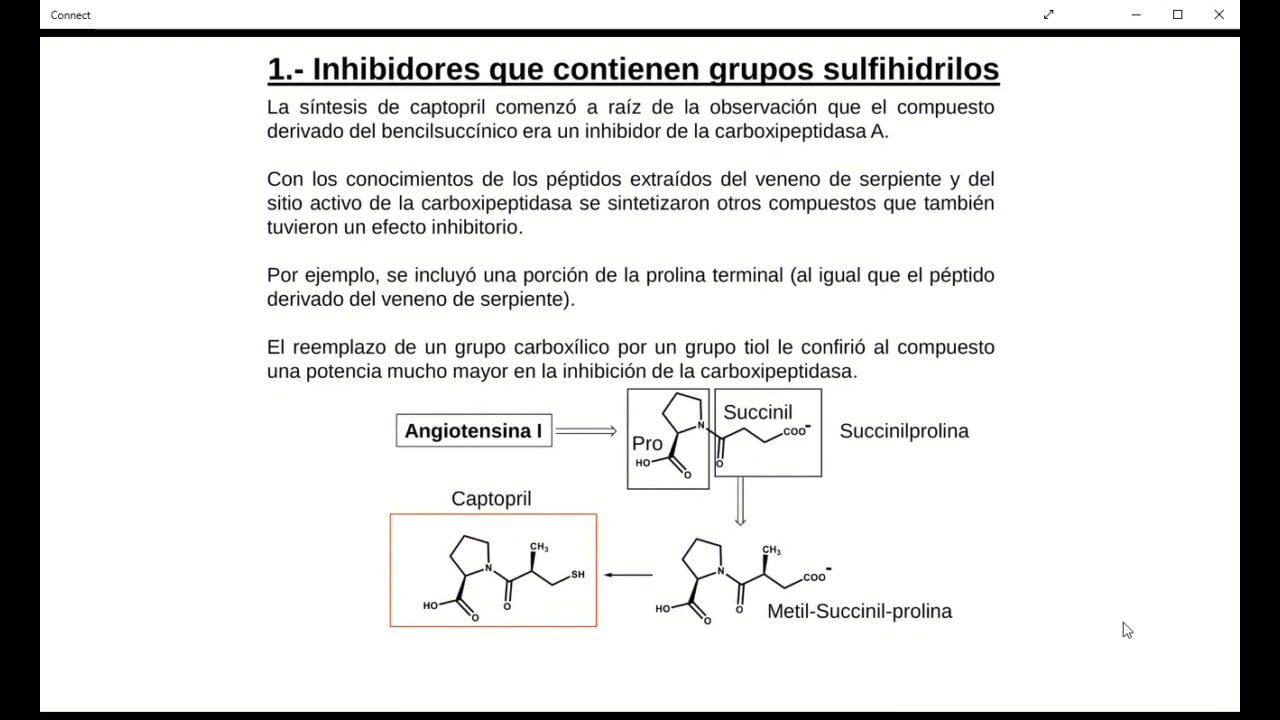 Connect
1.- Inhibidores que contienen grupos sulfihidrilos
La síntesis de captopril comenzó a raíz de la observación que el compuesto
derivado del bencilsuccínico era un inhibidor de la carboxipeptidasa A.
Con los conocimientos de los péptidos extraídos del veneno de serpiente y del
sitio activo de la carboxipeptidasa se sintetizaron otros compuestos que también
tuvieron un efecto inhibitorio.
Por ejemplo, se incluyó una porción de la prolina terminal (al igual que el péptido
derivado del veneno de serpiente).
El reemplazo de un grupo carboxílico por un grupo tiol le confirió al compuesto
una potencia mucho mayor en la inhibición de la carboxipeptidasa.
Angiotensina I
Pro
N
HO
O
Succinil
COO-
O
Succinilprolina
Captopril
CH3
N
SH
HO
O
O
CH3
N
COO-
HO
O
O
Metil-Succinil-prolina